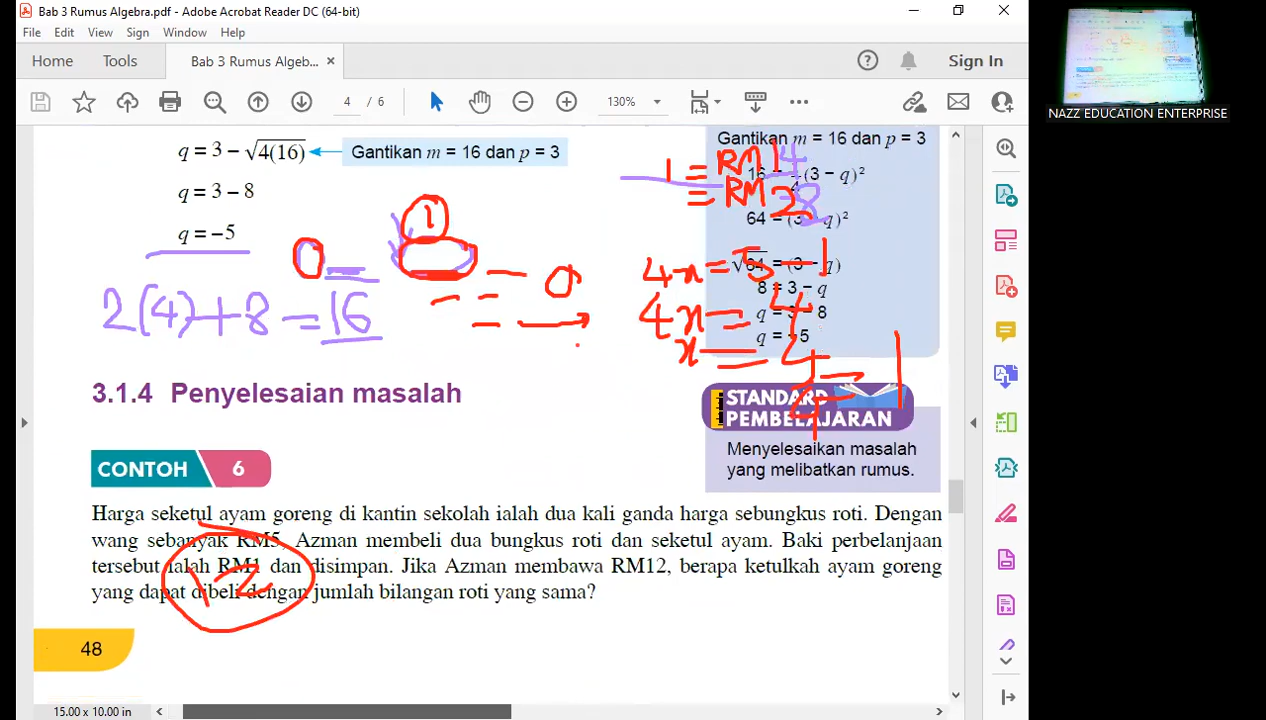 Bab 3 Rumus Algebra.pdf - Adobe Acrobat Reader DC (64-bit)
File Edit View Sign Window Help
Home Tools Bab 3 Rumus Algeb... × Sign In
4 / 6 130%
NAZZ EDUCATION ENTERPRISE
q = 3 − √4(16)
Gantikan m = 16 dan p = 3
q = 3 − 8
q = −5
2(4)+8 = 16
Gantikan m = 16 dan p = 3
1 = RM1 4
= RM 2 8
16 = (3 − q)²
64 = (3 − q)²
√64 = (3 − q)
8 = 3 − q
q = 3 − 8
q = −5
4x = 5 − 1
4x = 4
x = 4/4 = 1
1
3.1.4 Penyelesaian masalah
STANDARD
PEMBELAJARAN
Menyelesaikan masalah
yang melibatkan rumus.
CONTOH 6
Harga seketul ayam goreng di kantin sekolah ialah dua kali ganda harga sebungkus roti. Dengan
wang sebanyak RM5, Azman membeli dua bungkus roti dan seketul ayam. Baki perbelanjaan
tersebut ialah RM1 dan disimpan. Jika Azman membawa RM12, berapa ketulkah ayam goreng
yang dapat dibeli dengan jumlah bilangan roti yang sama?
12
48
15.00 x 10.00 in